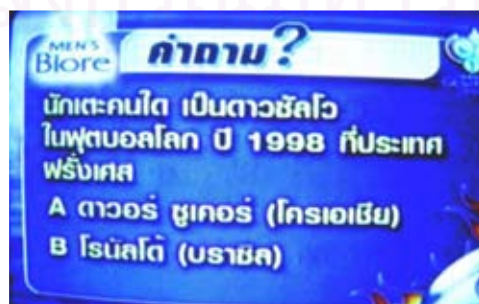 MEN'S
Biore
คำถาม?
นักเตะคนใด เป็นดาวซัลโว
ในฟุตบอลโลก ปี 1998 ที่ประเทศ
ฟรั่งเศส
A ดาวอร์ ซูเกอร์ (โครเอเชีย)
B โรนัลโด้ (บราซิล)